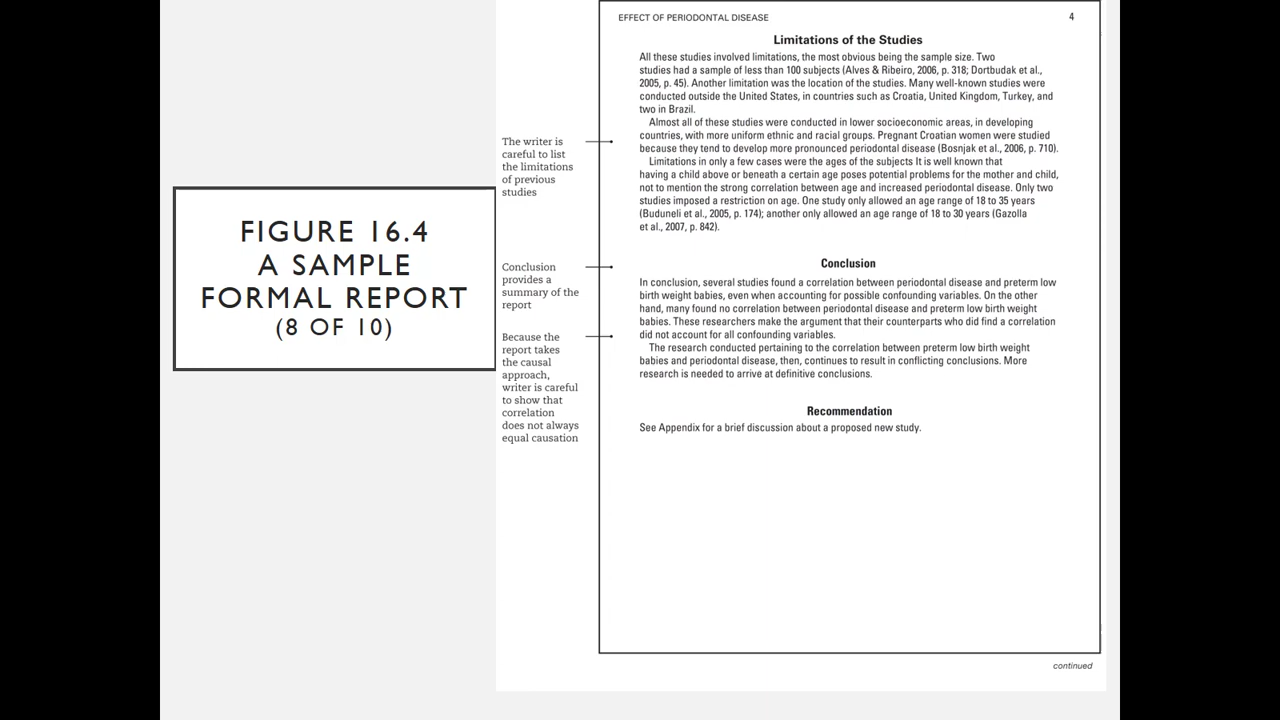 FIGURE 16.4
A SAMPLE
FORMAL REPORT
(8 OF 10)
The writer is
careful to list
the limitations
of previous
studies
Conclusion
provides a
summary of the
report
Because the
report takes
the causal
approach,
writer is careful
to show that
correlation
does not always
equal causation
EFFECT OF PERIODONTAL DISEASE 4
Limitations of the Studies
All these studies involved limitations, the most obvious being the sample size. Two
studies had a sample of less than 100 subjects (Alves & Ribeiro, 2006, p. 318; Dortbudak et al.,
2005, p. 45). Another limitation was the location of the studies. Many well-known studies were
conducted outside the United States, in countries such as Croatia, United Kingdom, Turkey, and
two in Brazil.
Almost all of these studies were conducted in lower socioeconomic areas, in developing
countries, with more uniform ethnic and racial groups. Pregnant Croatian women were studied
because they tend to develop more pronounced periodontal disease (Bosnjak et al., 2006, p. 710).
Limitations in only a few cases were the ages of the subjects It is well known that
having a child above or beneath a certain age poses potential problems for the mother and child,
not to mention the strong correlation between age and increased periodontal disease. Only two
studies imposed a restriction on age. One study only allowed an age range of 18 to 35 years
(Buduneli et al., 2005, p. 174); another only allowed an age range of 18 to 30 years (Gazolla
et al., 2007, p. 842).
Conclusion
In conclusion, several studies found a correlation between periodontal disease and preterm low
birth weight babies, even when accounting for possible confounding variables. On the other
hand, many found no correlation between periodontal disease and preterm low birth weight
babies. These researchers make the argument that their counterparts who did find a correlation
did not account for all confounding variables.
The research conducted pertaining to the correlation between preterm low birth weight
babies and periodontal disease, then, continues to result in conflicting conclusions. More
research is needed to arrive at definitive conclusions.
Recommendation
See Appendix for a brief discussion about a proposed new study.
continued